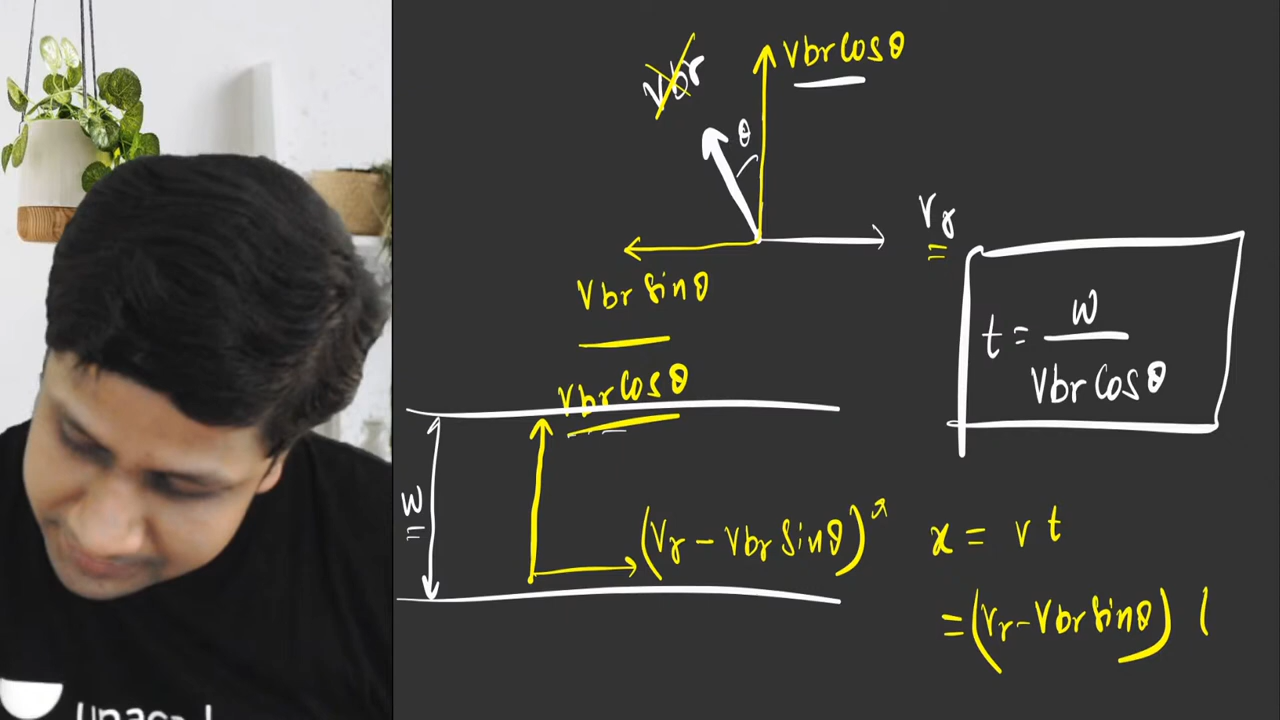 Vbr Vbr Cos θ
θ
Vr
Vbr Sin θ
t = w / Vbr Cos θ
Vbr Cos θ
w
(Vr - Vbr Sin θ)
x = v t
= (Vr - Vbr Sin θ) (